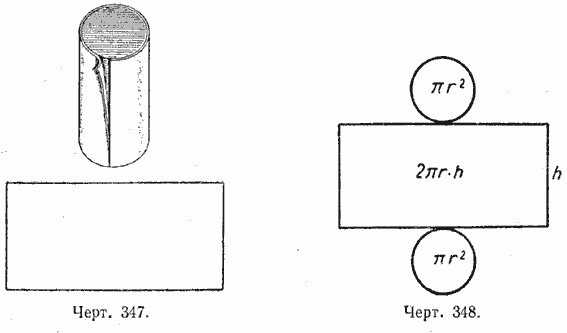 πr²
2πr·h
h
πr²
Черт. 347.
Черт. 348.